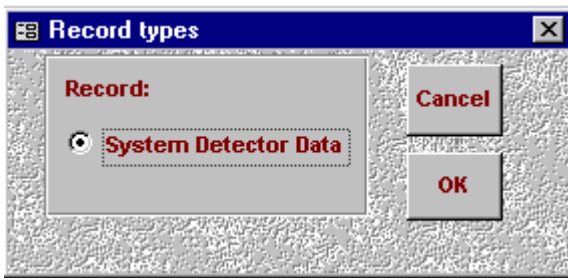 Record types
Record:
System Detector Data
Cancel
OK